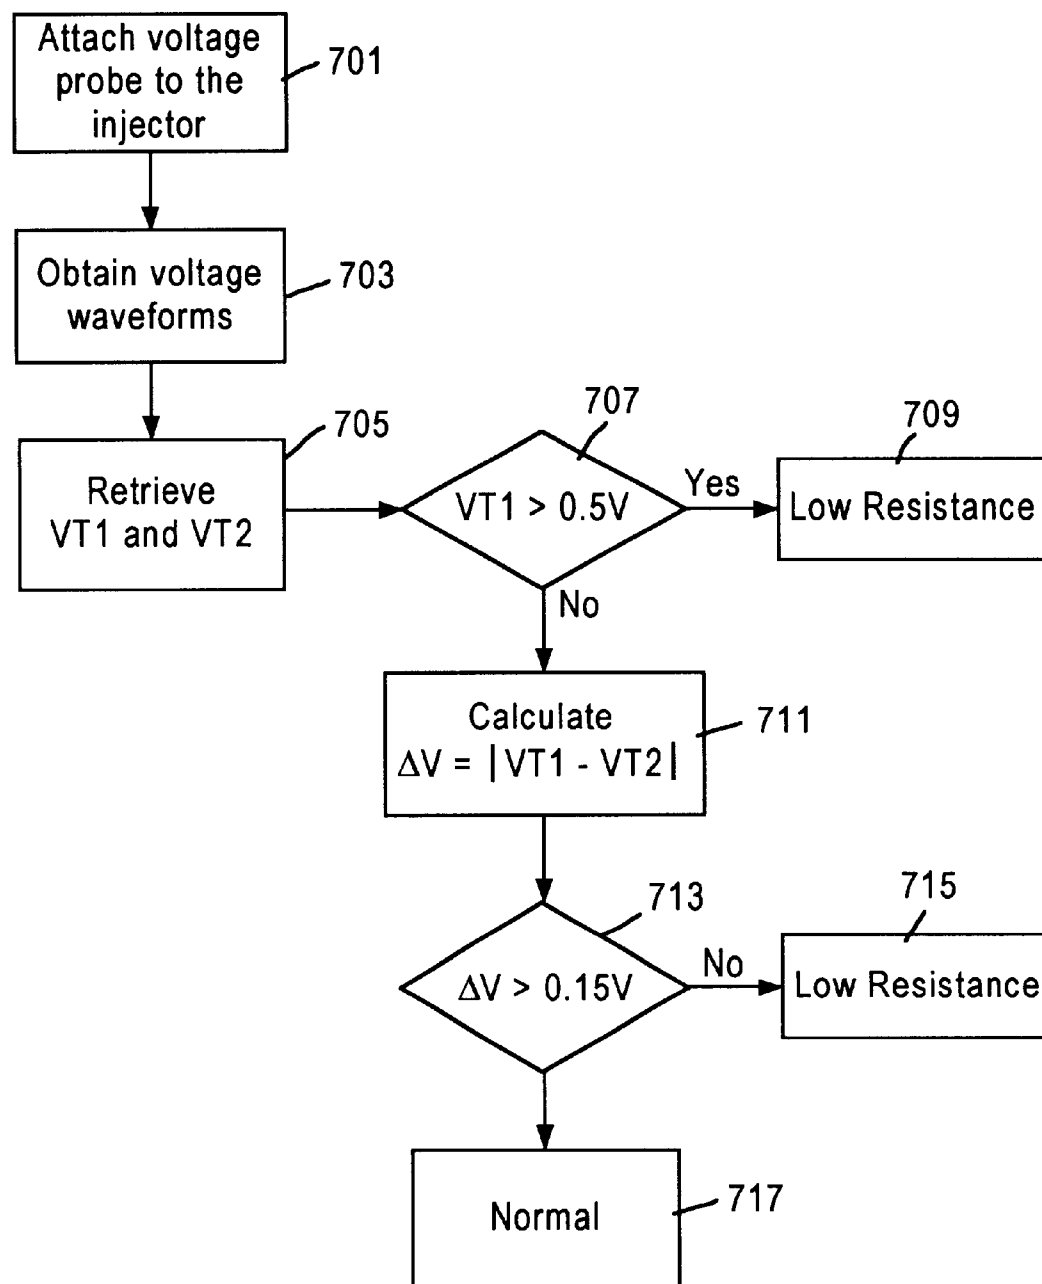 Attach voltage
probe to the
injector
701
Obtain voltage
waveforms
703
Retrieve
VT1 and VT2
705
VT1 > 0.5V
707
Yes
Low Resistance
709
No
Calculate
ΔV = |VT1 - VT2|
711
ΔV > 0.15V
713
No
Low Resistance
715
Normal
717